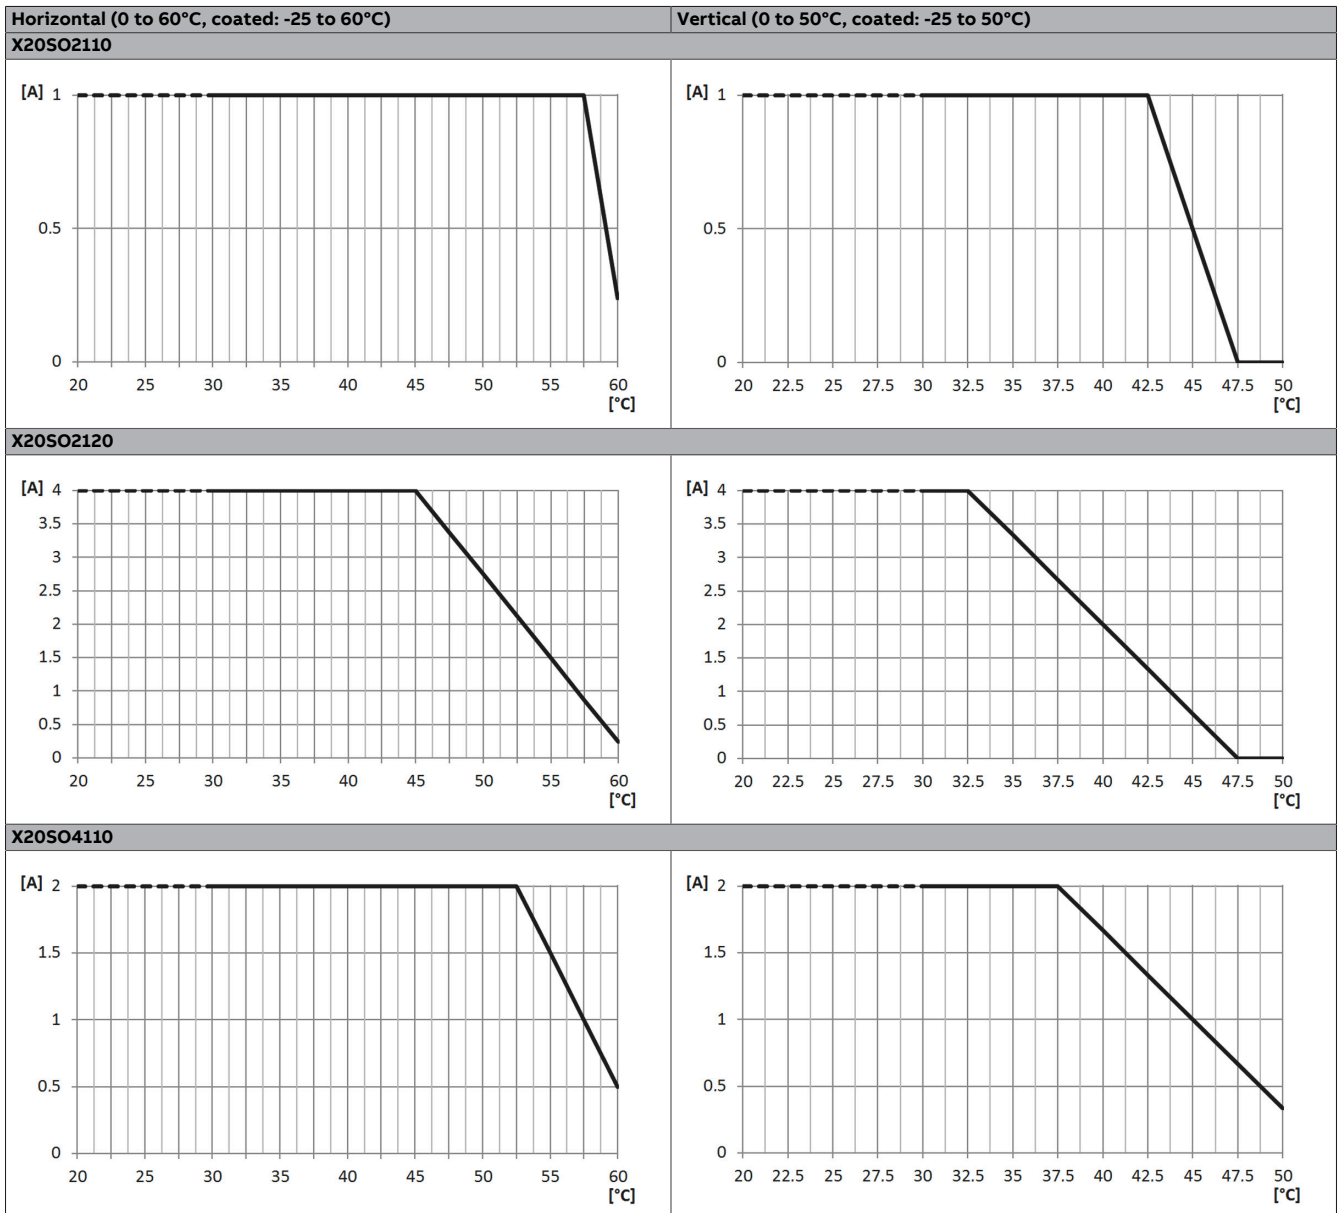 Horizontal (0 to 60°C, coated: -25 to 60°C)
Vertical (0 to 50°C, coated: -25 to 50°C)
X20SO2110
[A] 1
0.5
0
20 25 30 35 40 45 50 55 60
[°C]
[A] 1
0.5
0
20 22.5 25 27.5 30 32.5 35 37.5 40 42.5 45 47.5 50
[°C]
X20SO2120
[A] 4
3.5
3
2.5
2
1.5
1
0.5
0
20 25 30 35 40 45 50 55 60
[°C]
[A] 4
3.5
3
2.5
2
1.5
1
0.5
0
20 22.5 25 27.5 30 32.5 35 37.5 40 42.5 45 47.5 50
[°C]
X20SO4110
[A] 2
1.5
1
0.5
0
20 25 30 35 40 45 50 55 60
[°C]
[A] 2
1.5
1
0.5
0
20 22.5 25 27.5 30 32.5 35 37.5 40 42.5 45 47.5 50
[°C]